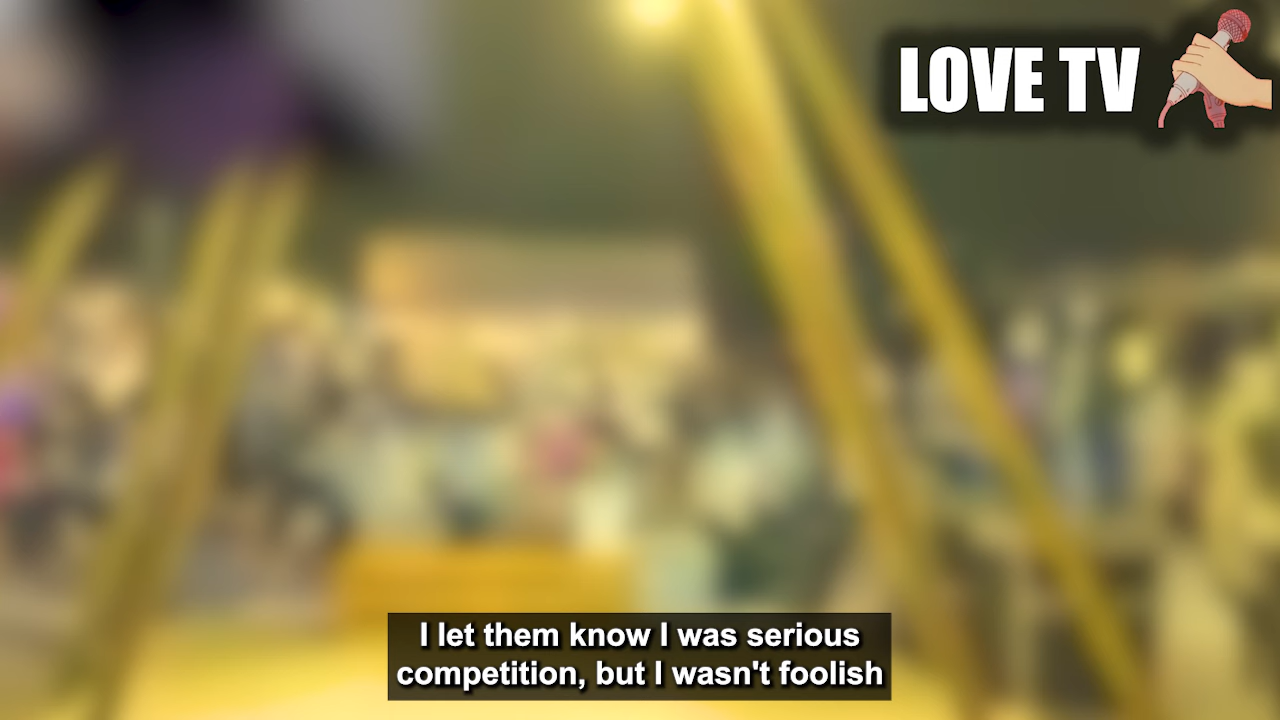 LOVE TV
I let them know I was serious
competition, but I wasn't foolish